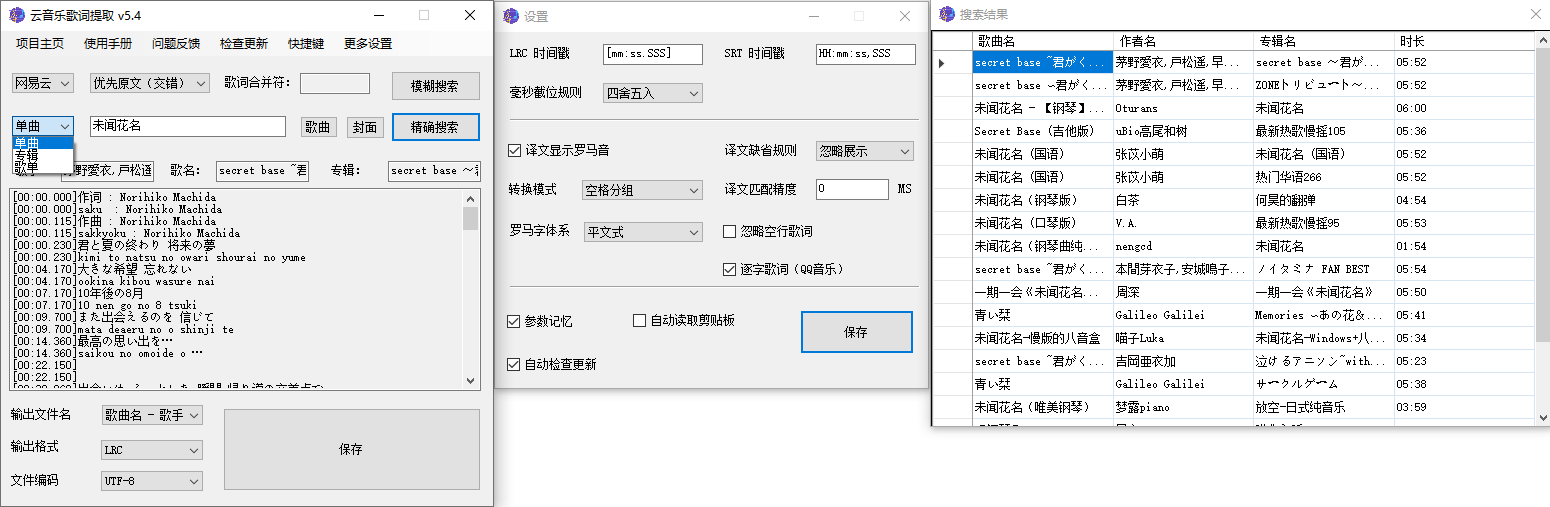 云音乐歌词提取 v5.4
项目主页 使用手册 问题反馈 检查更新 快捷键 更多设置
网易云 优先原文（交错） 歌词合并符: 模糊搜索
单曲 未闻花名 歌曲 封面 精确搜索
单曲
专辑
歌单
茅野愛衣,戸松遥 歌名: secret base ~君 专辑: secret base ～君
[00:00.000]作词 : Norihiko Machida
[00:00.000]saku : Norihiko Machida
[00:00.115]作曲 : Norihiko Machida
[00:00.115]sakkyoku : Norihiko Machida
[00:00.230]君と夏の終わり 将来の夢
[00:00.230]kimi to natsu no owari shourai no yume
[00:04.170]大きな希望 忘れない
[00:04.170]ookina kibou wasure nai
[00:07.170]10年後の8月
[00:07.170]10 nen go no 8 tsuki
[00:09.700]また出会えるのを 信じて
[00:09.700]mata deaeru no o shinji te
[00:14.360]最高の思い出を…
[00:14.360]saikou no omoide o …
[00:22.150]
[00:22.150]
输出文件名 歌曲名 - 歌手
输出格式 LRC
文件编码 UTF-8
保存
设置
LRC 时间戳 [mm:ss.SSS] SRT 时间戳 HH:mm:ss,SSS
毫秒截位规则 四舍五入
译文显示罗马音 译文缺省规则 忽略展示
转换模式 空格分组 译文匹配精度 0 MS
罗马字体系 平文式 忽略空行歌词
逐字歌词（QQ音乐）
参数记忆 自动读取剪贴板 保存
自动检查更新
搜索结果
歌曲名 作者名 专辑名 时长
secret base ~君がく... 茅野愛衣,戸松遥,早... secret base ～君が... 05:52
secret base ~君がく... 茅野愛衣,戸松遥,早... ZONEトリビュート～... 05:52
未闻花名 - 【钢琴】... Oturans 未闻花名 06:00
Secret Base（吉他版） uBio高尾和树 最新热歌慢摇105 05:36
未闻花名（国语） 张苡小萌 未闻花名（国语） 05:52
未闻花名（国语） 张苡小萌 热门华语266 05:52
未闻花名（钢琴版） 白茶 何昊的翻弹 04:54
未闻花名（口琴版） V.A. 最新热歌慢摇95 05:53
未闻花名（钢琴曲纯... nengcd 未闻花名 01:54
secret base ~君がく... 本間芽衣子,安城鳴子... ノイタミナ FAN BEST 05:54
一期一会《未闻花名... 周深 一期一会《未闻花名》 05:50
青い栞 Galileo Galilei Memories ~あの花&... 05:41
未闻花名-慢版的八音盒 喵子Luka 未闻花名-Windows+八... 05:34
secret base ~君がく... 吉岡亜衣加 泣けるアニソン~with... 05:23
青い栞 Galileo Galilei サークルゲーム 05:38
未闻花名（唯美钢琴） 梦露piano 放空-日式纯音乐 03:59